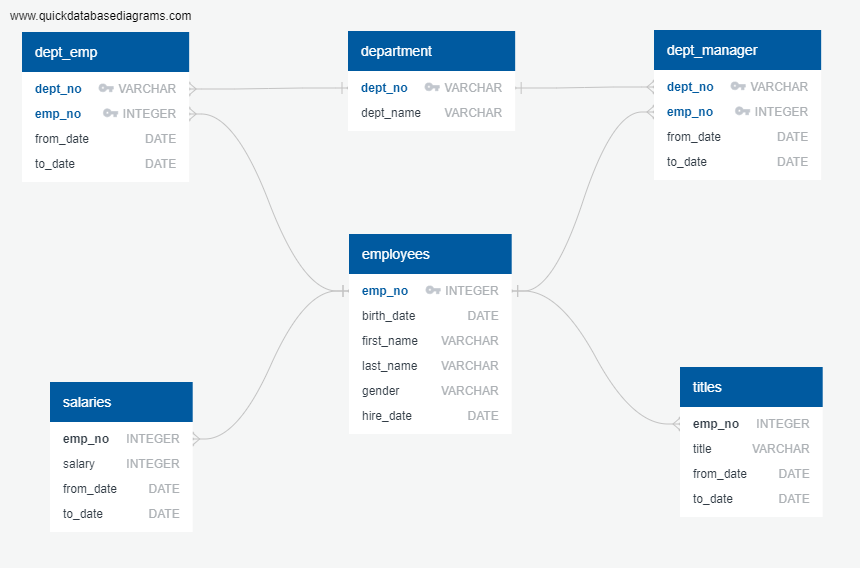 www.quickdatabasediagrams.com
dept_emp
dept_no VARCHAR
emp_no INTEGER
from_date DATE
to_date DATE
department
dept_no VARCHAR
dept_name VARCHAR
dept_manager
dept_no VARCHAR
emp_no INTEGER
from_date DATE
to_date DATE
employees
emp_no INTEGER
birth_date DATE
first_name VARCHAR
last_name VARCHAR
gender VARCHAR
hire_date DATE
salaries
emp_no INTEGER
salary INTEGER
from_date DATE
to_date DATE
titles
emp_no INTEGER
title VARCHAR
from_date DATE
to_date DATE